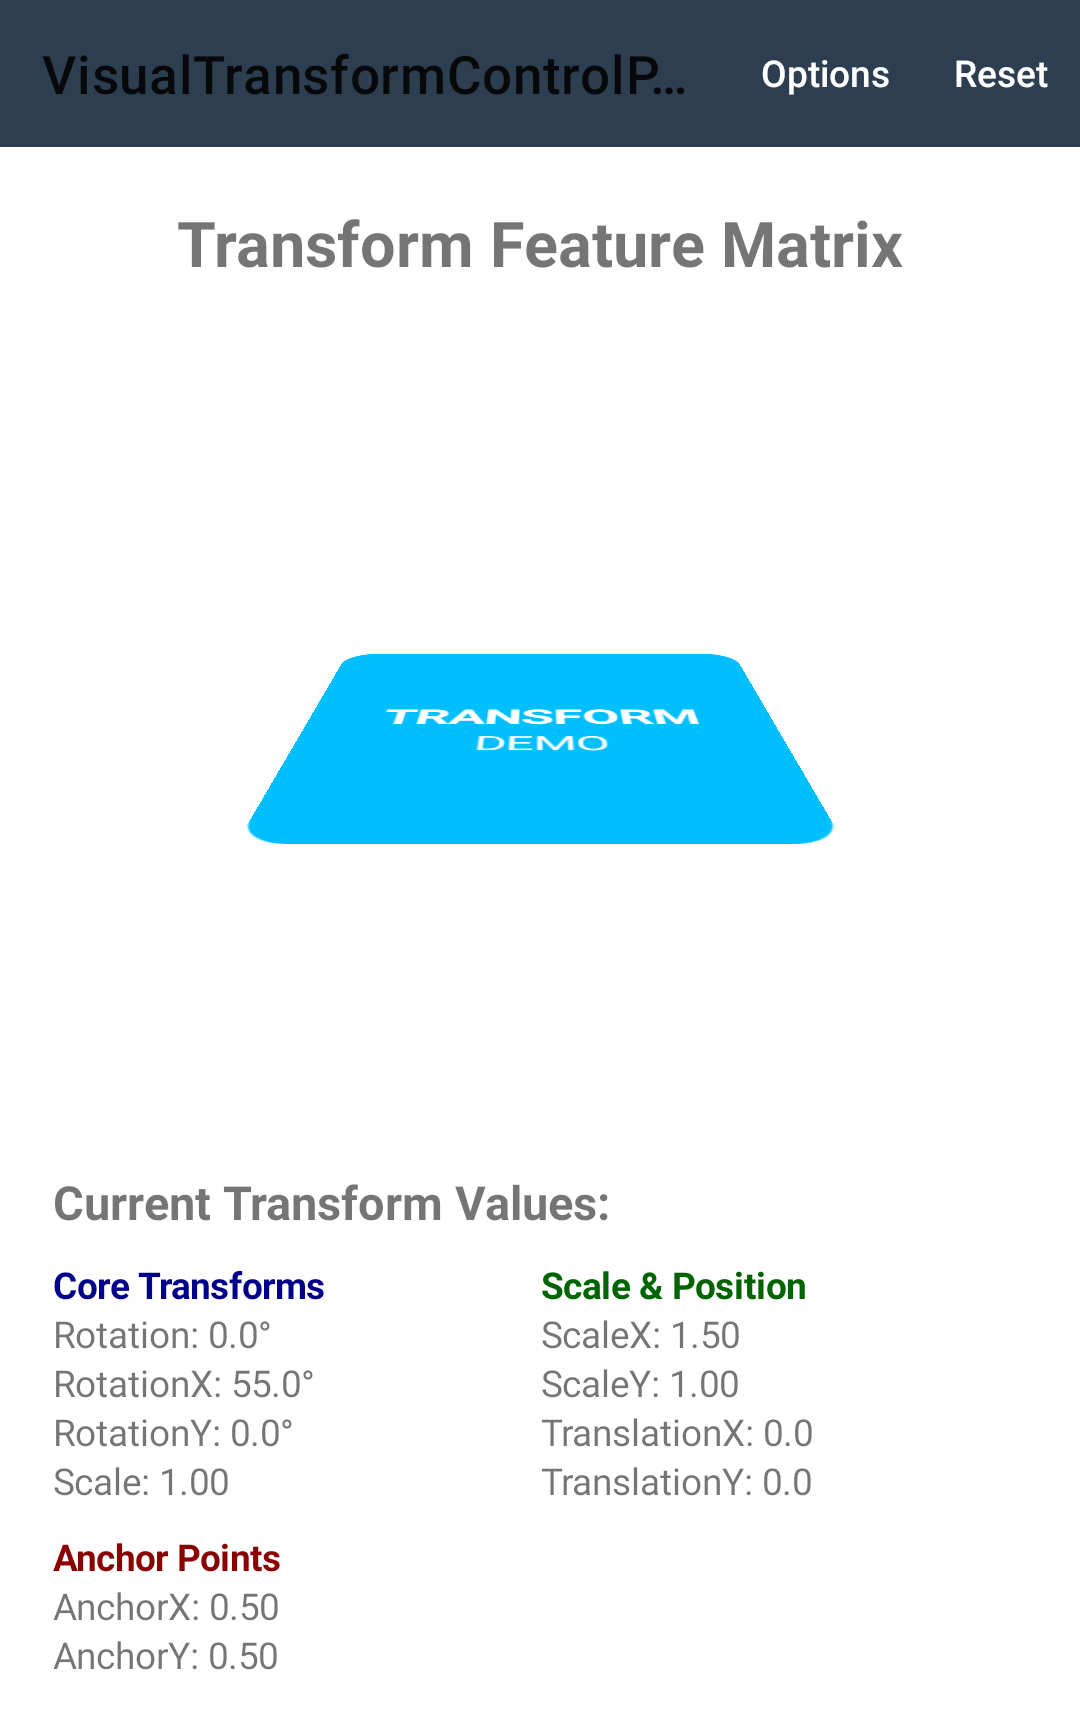 VisualTransformControlP...
Options
Reset
Transform Feature Matrix
TRANSFORM
DEMO
Current Transform Values:
Core Transforms
Rotation: 0.0°
RotationX: 55.0°
RotationY: 0.0°
Scale: 1.00
Scale & Position
ScaleX: 1.50
ScaleY: 1.00
TranslationX: 0.0
TranslationY: 0.0
Anchor Points
AnchorX: 0.50
AnchorY: 0.50